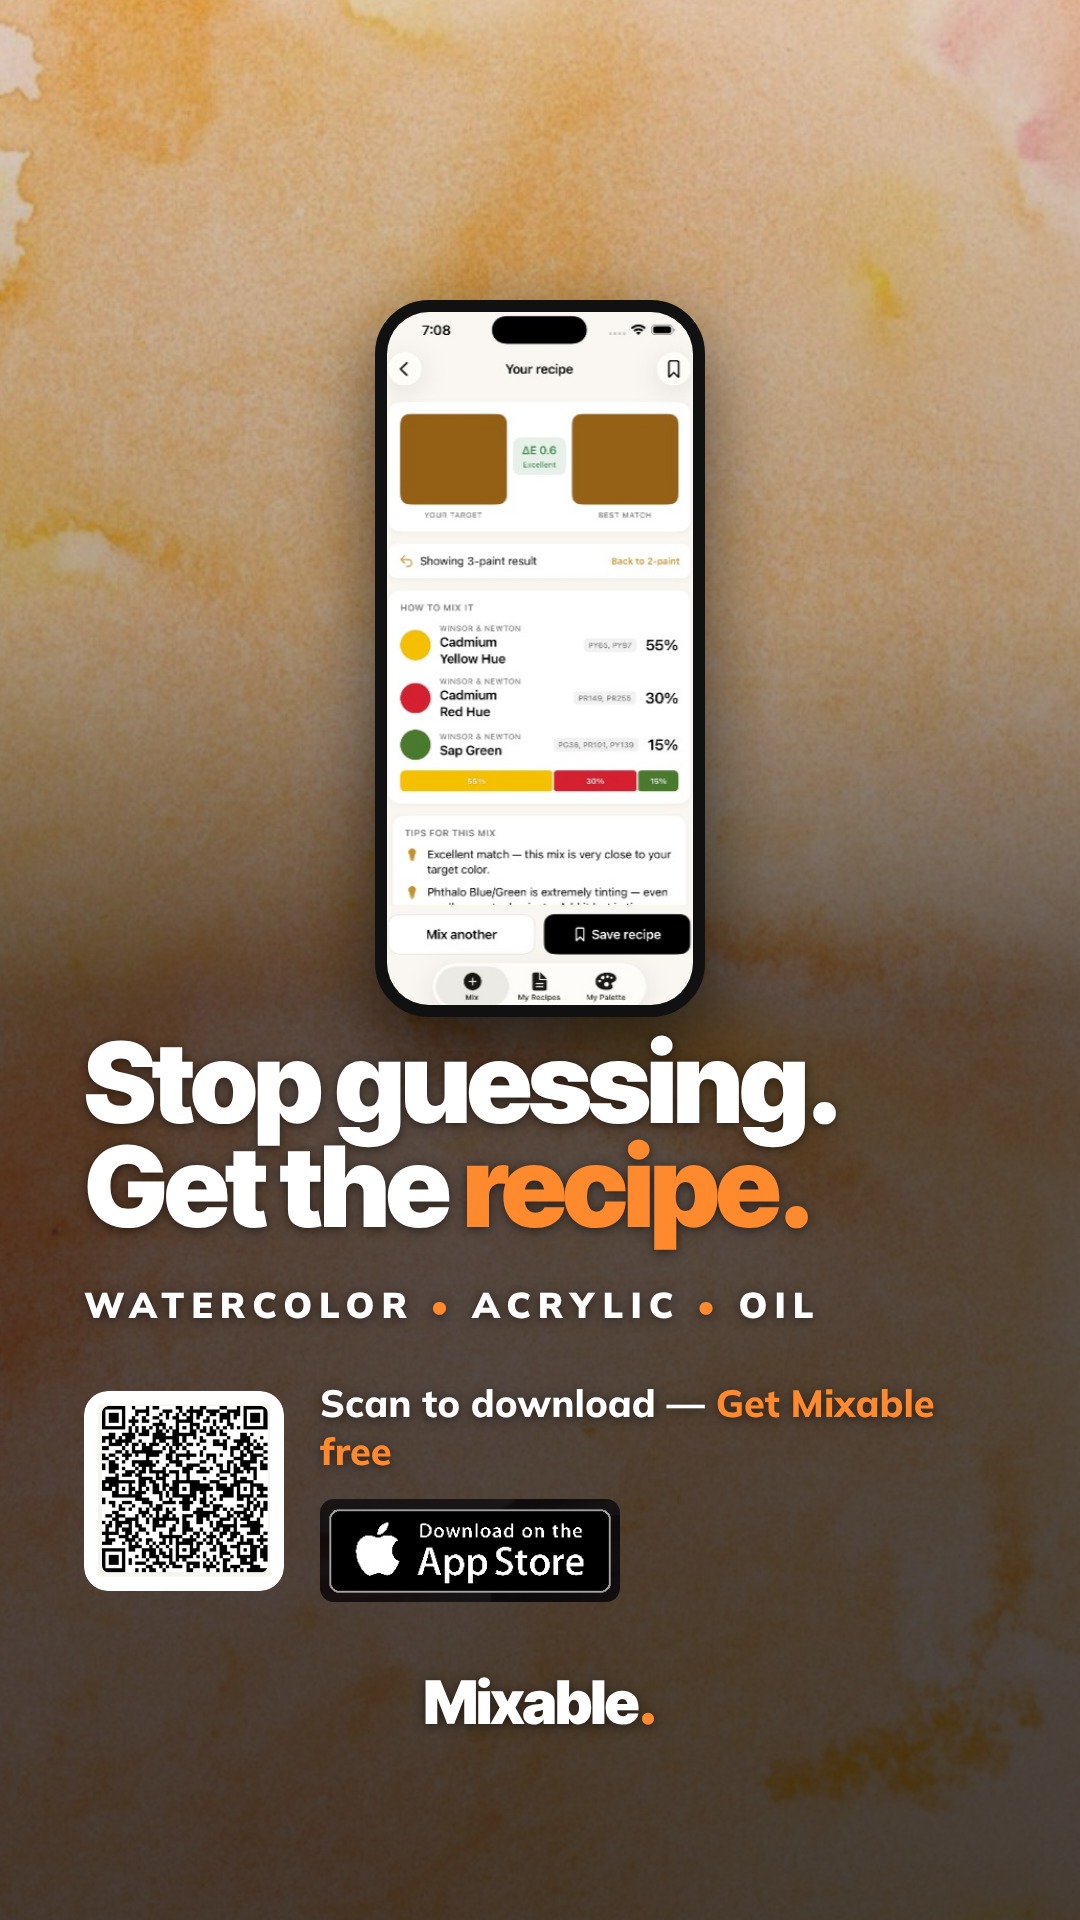 7:08
Your recipe
ΔE 0.6
Excellent
YOUR TARGET
BEST MATCH
Showing 3-paint result
Back to 2-paint
HOW TO MIX IT
WINSOR & NEWTON
Cadmium
Yellow Hue
PY65, PY97
55%
WINSOR & NEWTON
Cadmium
Red Hue
PR149, PR255
30%
WINSOR & NEWTON
Sap Green
PG36, PR101, PY139
15%
55%
30%
15%
TIPS FOR THIS MIX
Excellent match — this mix is very close to your
target color.
Phthalo Blue/Green is extremely tinting — even
Mix another
Save recipe
Mix
My Recipes
My Palette
Stop guessing.
Get the recipe.
WATERCOLOR • ACRYLIC • OIL
Scan to download — Get Mixable
free
Download on the
App Store
Mixable.